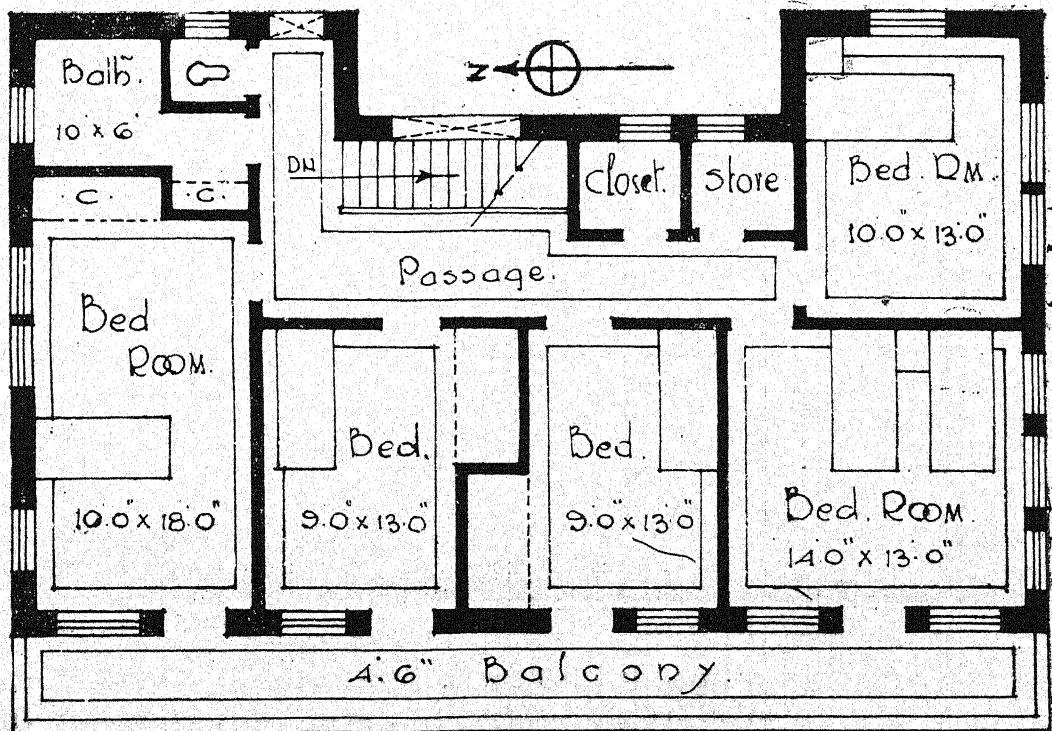 Bath.
10' x 6'
Z
C.
C.
DN
Closet.
Store
Bed. RM.
10'.0" x 13'.0"
Passage.
Bed
ROOM.
10'.0" x 18'.0"
Bed.
9'.0" x 13'.0"
Bed.
9'.0" x 13'.0"
Bed. ROOM.
14'.0" x 13'.0"
4'.6" Balcony.